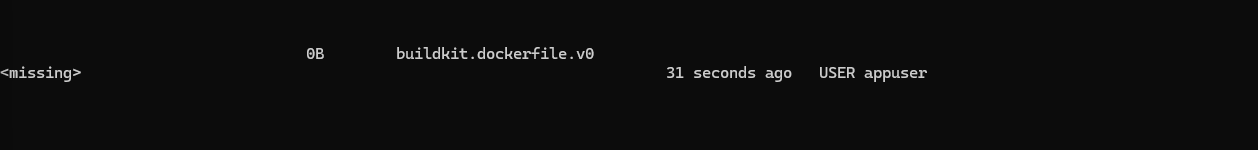 0B buildkit.dockerfile.v0
<missing> 31 seconds ago USER appuser